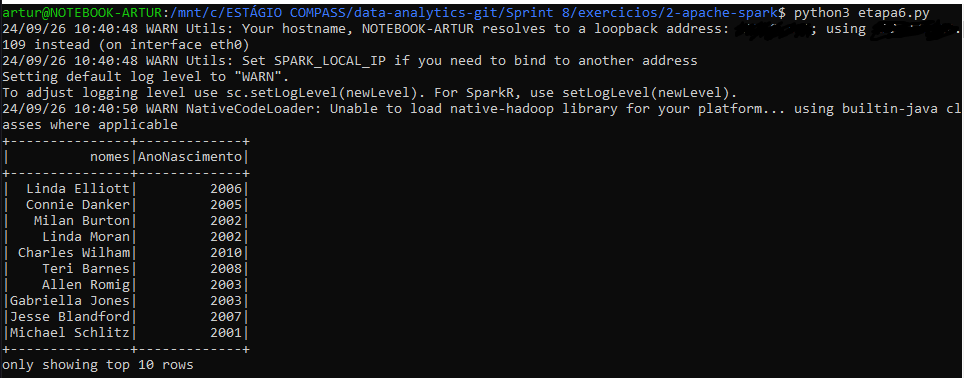 artur@NOTEBOOK-ARTUR:/mnt/c/ESTÁGIO COMPASS/data-analytics-git/Sprint 8/exercicios/2-apache-spark$ python3 etapa6.py
24/09/26 10:40:48 WARN Utils: Your hostname, NOTEBOOK-ARTUR resolves to a loopback address: ; using .
109 instead (on interface eth0)
24/09/26 10:40:48 WARN Utils: Set SPARK_LOCAL_IP if you need to bind to another address
Setting default log level to "WARN".
To adjust logging level use sc.setLogLevel(newLevel). For SparkR, use setLogLevel(newLevel).
24/09/26 10:40:50 WARN NativeCodeLoader: Unable to load native-hadoop library for your platform... using builtin-java cl
asses where applicable
+---------------+-------------+
|          nomes|AnoNascimento|
+---------------+-------------+
|  Linda Elliott|         2006|
|  Connie Danker|         2005|
|   Milan Burton|         2002|
|    Linda Moran|         2002|
| Charles Wilham|         2010|
|    Teri Barnes|         2008|
|    Allen Romig|         2003|
|Gabriella Jones|         2003|
|Jesse Blandford|         2007|
|Michael Schlitz|         2001|
+---------------+-------------+
only showing top 10 rows